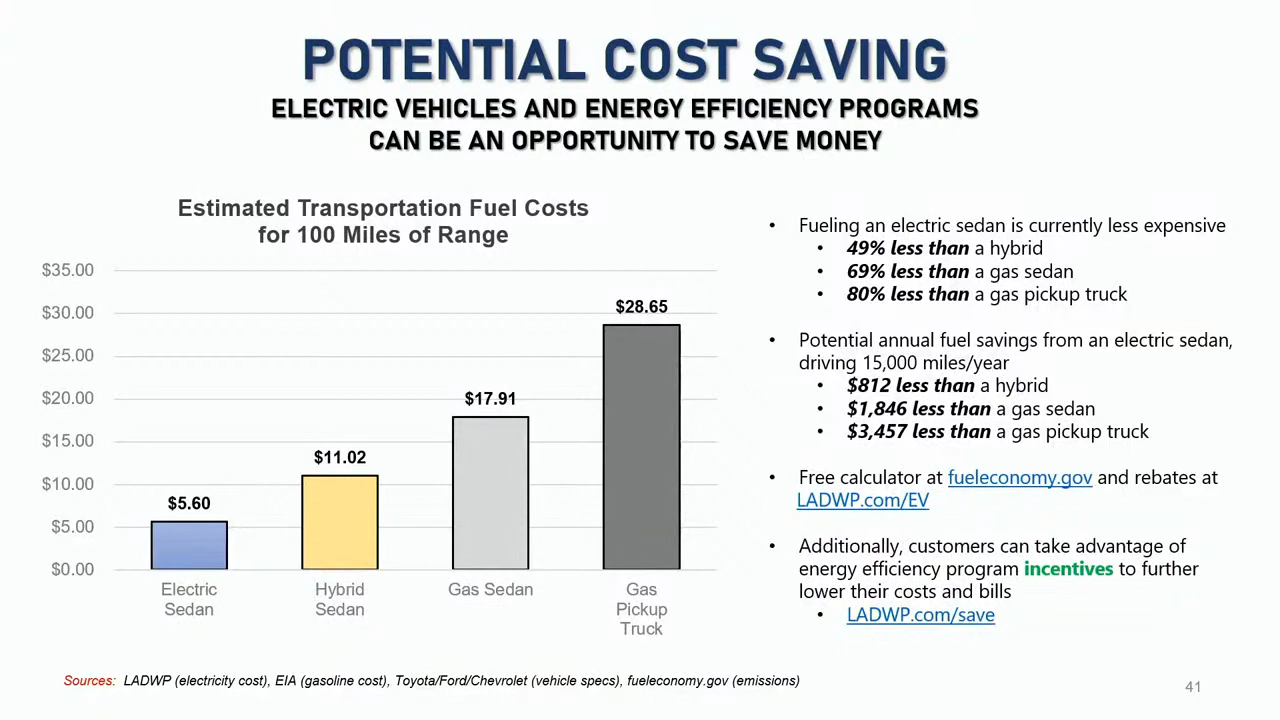 POTENTIAL COST SAVING
ELECTRIC VEHICLES AND ENERGY EFFICIENCY PROGRAMS
CAN BE AN OPPORTUNITY TO SAVE MONEY
Estimated Transportation Fuel Costs
for 100 Miles of Range
$35.00
$30.00
$25.00
$20.00
$15.00
$10.00
$5.00
$0.00
$5.60
$11.02
$17.91
$28.65
Electric
Sedan
Hybrid
Sedan
Gas Sedan
Gas
Pickup
Truck
• Fueling an electric sedan is currently less expensive
• 49% less than a hybrid
• 69% less than a gas sedan
• 80% less than a gas pickup truck
• Potential annual fuel savings from an electric sedan,
driving 15,000 miles/year
• $812 less than a hybrid
• $1,846 less than a gas sedan
• $3,457 less than a gas pickup truck
• Free calculator at fueleconomy.gov and rebates at
LADWP.com/EV
• Additionally, customers can take advantage of
energy efficiency program incentives to further
lower their costs and bills
• LADWP.com/save
Sources: LADWP (electricity cost), EIA (gasoline cost), Toyota/Ford/Chevrolet (vehicle specs), fueleconomy.gov (emissions)
41